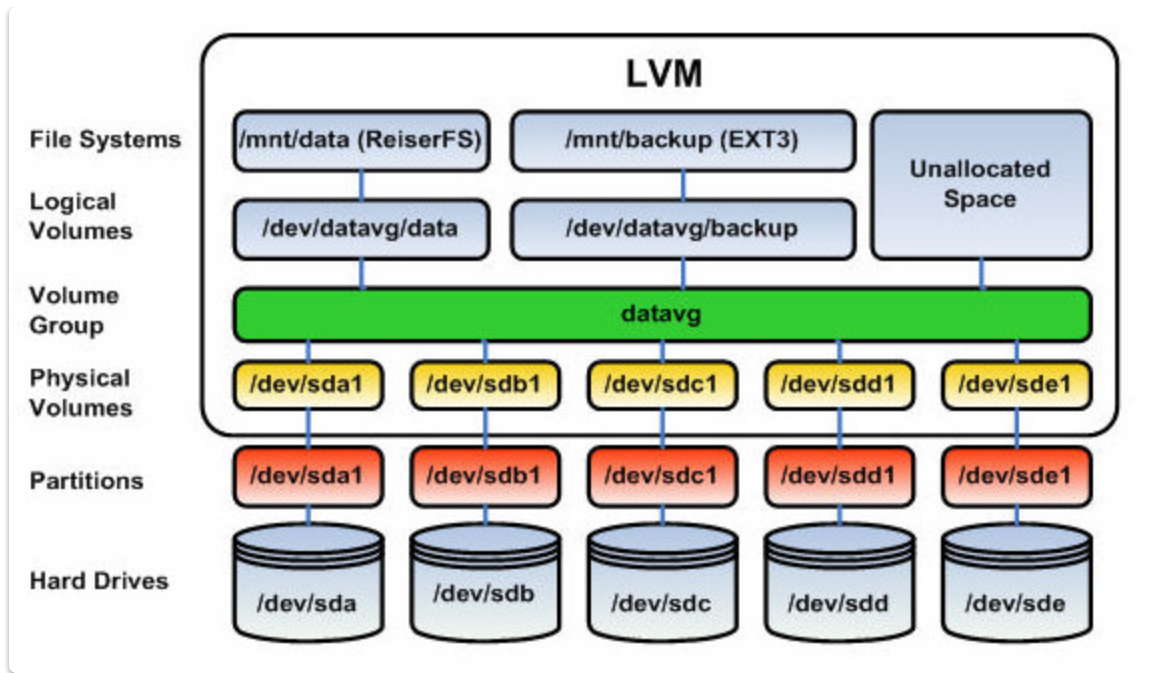 LVM
File Systems
/mnt/data (ReiserFS)
/mnt/backup (EXT3)
Unallocated
Space
Logical
Volumes
/dev/datavg/data
/dev/datavg/backup
Volume
Group
datavg
Physical
Volumes
/dev/sda1
/dev/sdb1
/dev/sdc1
/dev/sdd1
/dev/sde1
Partitions
/dev/sda1
/dev/sdb1
/dev/sdc1
/dev/sdd1
/dev/sde1
Hard Drives
/dev/sda
/dev/sdb
/dev/sdc
/dev/sdd
/dev/sde